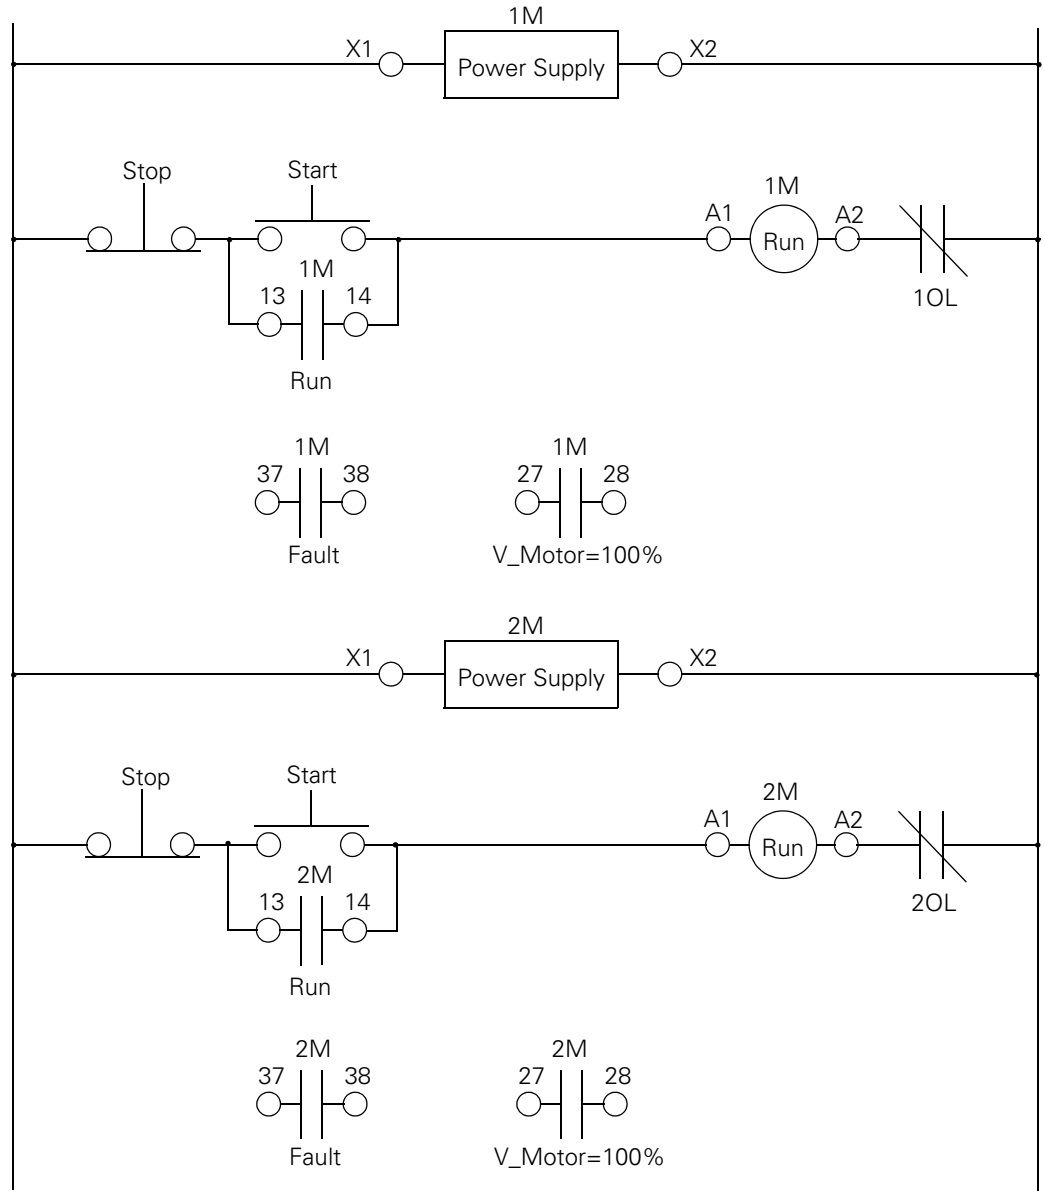 1M
X1 Power Supply X2
Stop Start
1M
A1 Run A2
1M
13 14
1OL
Run
1M 1M
37 38 27 28
Fault V_Motor=100%
2M
X1 Power Supply X2
Stop Start
2M
A1 Run A2
2M
13 14
2OL
Run
2M 2M
37 38 27 28
Fault V_Motor=100%